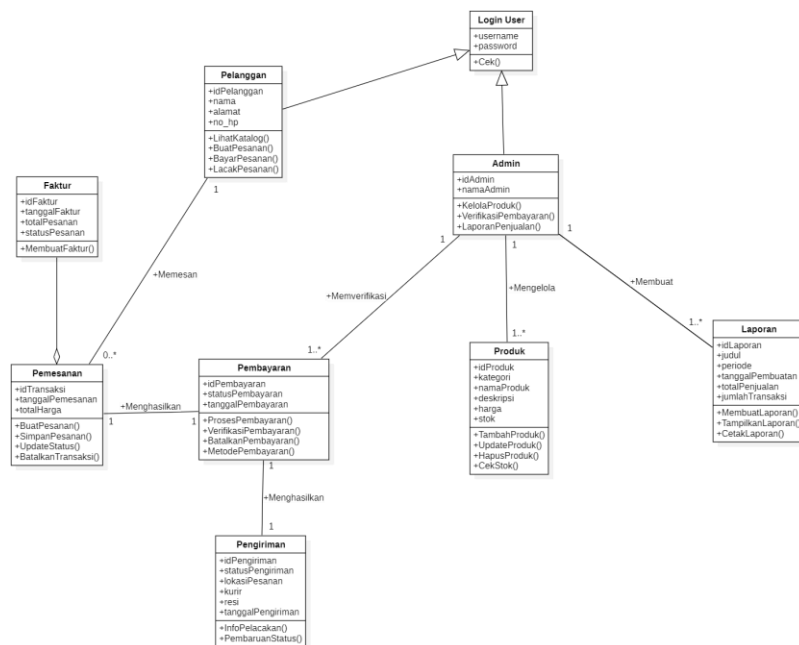 Login User
+username
+password
+Cek()
Pelanggan
+idPelanggan
+nama
+alamat
+no_hp
+LihatKatalog()
+BuatPesanan()
+BayarPesanan()
+LacakPesanan()
1
Admin
+idAdmin
+namaAdmin
+KelolaProduk()
+VerifikasiPembayaran()
+LaporanPenjualan()
1
1
1
Faktur
+idFaktur
+tanggalFaktur
+totalPesanan
+statusPesanan
+MembuatFaktur()
+Memesan
+Memverifikasi
+Mengelola
+Membuat
0..*
1..*
1..*
1..*
Pemesanan
+idTransaksi
+tanggalPemesanan
+totalHarga
+BuatPesanan()
+SimpanPesanan()
+UpdateStatus()
+BatalkanTransaksi()
+Menghasilkan
1
1
Pembayaran
+idPembayaran
+statusPembayaran
+tanggalPembayaran
+ProsesPembayaran()
+VerifikasiPembayaran()
+BatalkanPembayaran()
+MetodePembayaran()
1
Produk
+idProduk
+kategori
+namaProduk
+deskripsi
+harga
+stok
+TambahProduk()
+UpdateProduk()
+HapusProduk()
+CekStok()
Laporan
+idLaporan
+judul
+periode
+tanggalPembuatan
+totalPenjualan
+jumlahTransaksi
+MembuatLaporan()
+TampilkanLaporan()
+CetakLaporan()
+Menghasilkan
1
Pengiriman
+idPengiriman
+statusPengiriman
+lokasiPesanan
+kurir
+resi
+tanggalPengiriman
+InfoPelacakan()
+PembaruanStatus()